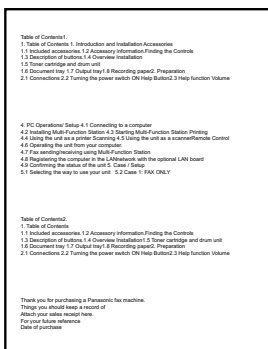 Table of Contents1.
1. Table of Contents 1. Introduction and Installation Accessories
1.1 Included accessories.1.2 Accessory information.Finding the Controls
1.3 Description of buttons.1.4 Overview Installation
1.5 Toner cartridge and drum unit
1.6 Document tray 1.7 Output tray1.8 Recording paper2. Preparation
2.1 Connections 2.2 Turning the power switch ON Help Button2.3 Help function Volume
4. PC Operations/ Setup 4.1 Connecting to a computer
4.2 Installing Multi-Function Station 4.3 Starting Multi-Function Station Printing
4.4 Using the unit as a printer Scanning 4.5 Using the unit as a scannerRemote Control
4.6 Operating the unit from your computer.
4.7 Fax sending/receiving using Multi-Function Station
4.8 Registering the computer in the LANnetwork with the optional LAN board
4.9 Confirming the status of the unit 5. Case / Setup
5.1 Selecting the way to use your unit 5.2 Case 1: FAX ONLY
Table of Contents2.
1. Table of Contents
1.1 Included accessories.1.2 Accessory information.Finding the Controls
1.3 Description of buttons.1.4 Overview Installation1.5 Toner cartridge and drum unit
1.6 Document tray 1.7 Output tray1.8 Recording paper2. Preparation
2.1 Connections 2.2 Turning the power switch ON Help Button2.3 Help function Volume
Thank you for purchasing a Panasonic fax machine.
Things you should keep a record of
Attach your sales receipt here.
For your future reference
Date of purchase